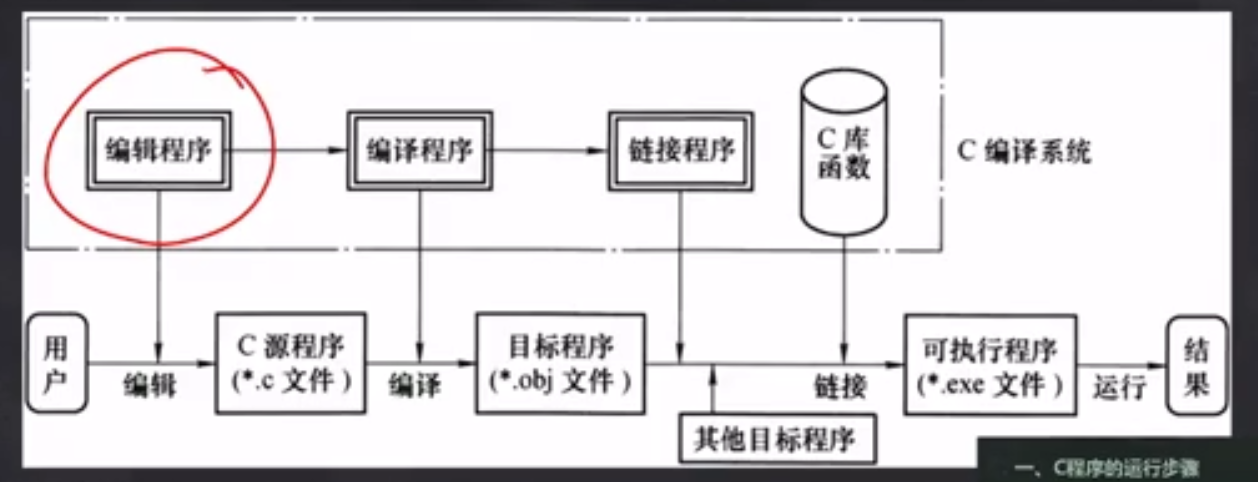 编辑程序
编译程序
链接程序
C 库
函数
C 编译系统
用
户
编辑
C 源程序
(*.c 文件)
编译
目标程序
(*.obj 文件)
链接
其他目标程序
可执行程序
(*.exe 文件)
运行
结
果
一、C程序的运行步骤